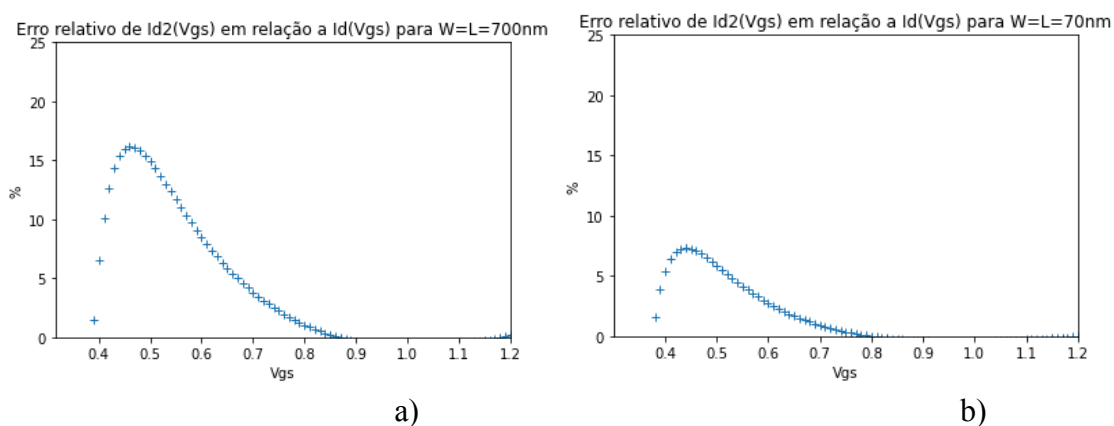 Erro relativo de Id2(Vgs) em relação a Id(Vgs) para W=L=700nm
25
20
15
10
5
0
%
0.4 0.5 0.6 0.7 0.8 0.9 1.0 1.1 1.2
Vgs
a)
Erro relativo de Id2(Vgs) em relação a Id(Vgs) para W=L=70nm
25
20
15
10
5
0
%
0.4 0.5 0.6 0.7 0.8 0.9 1.0 1.1 1.2
Vgs
b)